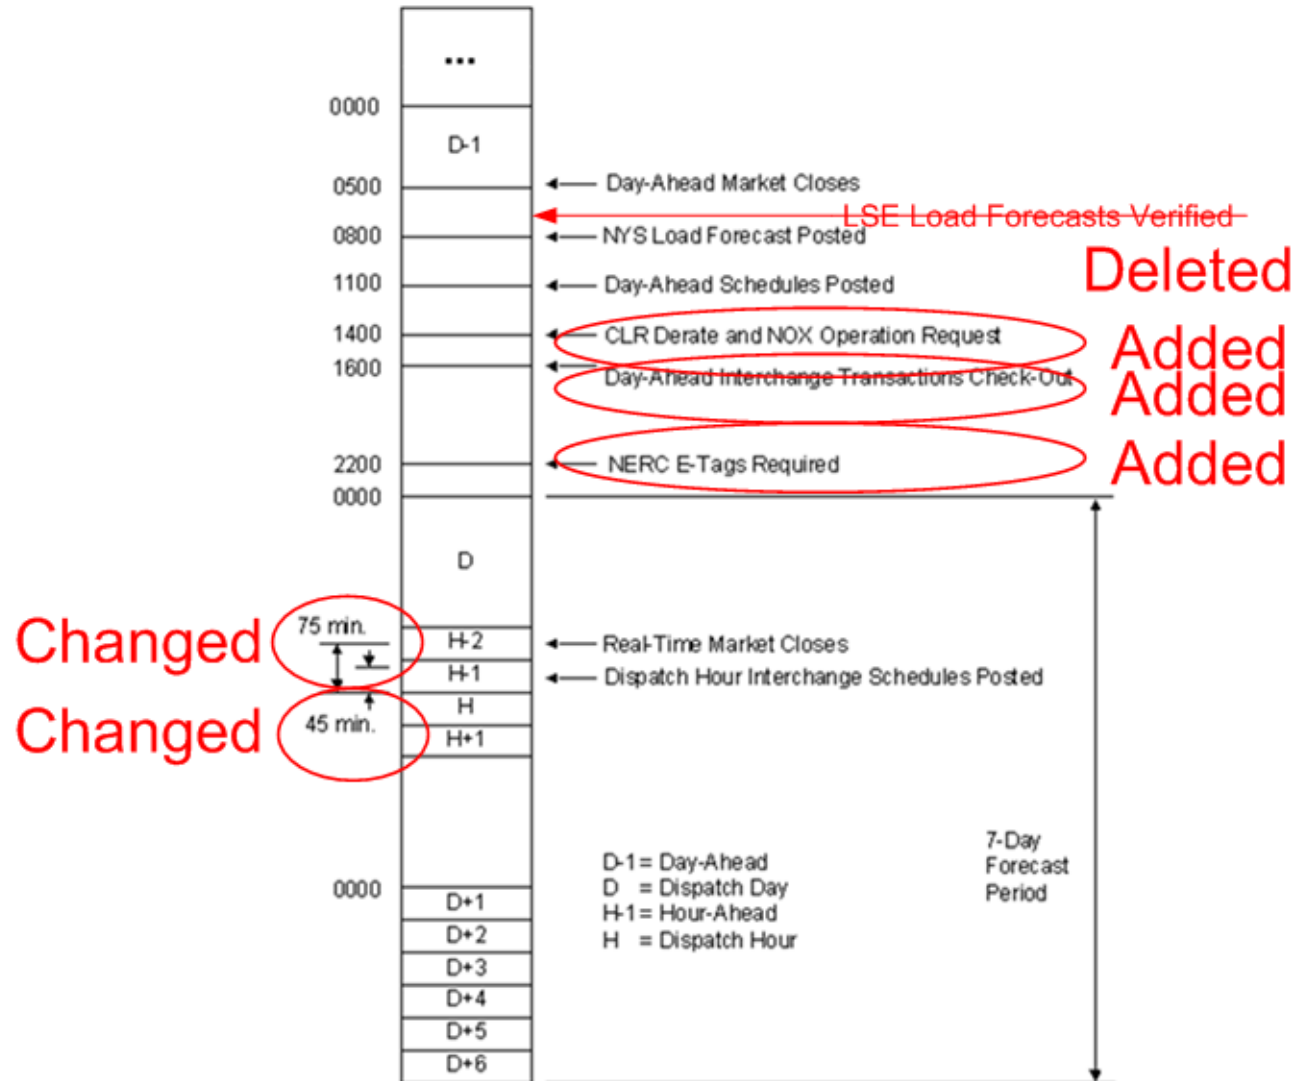 ...
0000
D-1
0500
Day-Ahead Market Closes
LSE Load Forecasts Verified
0800
NYS Load Forecast Posted
Deleted
1100
Day-Ahead Schedules Posted
1400
CLR Derate and NOX Operation Request
Added
1600
Day-Ahead Interchange Transactions Check-Out
Added
2200
NERC E-Tags Required
Added
0000
D
Changed
75 min.
H-2
Real-Time Market Closes
H-1
Dispatch Hour Interchange Schedules Posted
H
Changed
45 min.
H+1
7-Day
Forecast
Period
D-1 = Day-Ahead
D = Dispatch Day
H-1 = Hour-Ahead
H = Dispatch Hour
0000
D+1
D+2
D+3
D+4
D+5
D+6